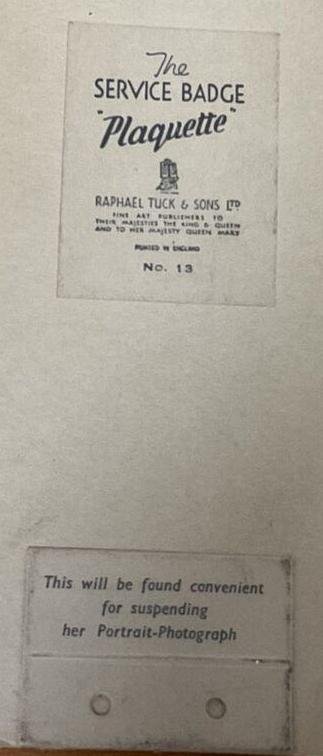 The
SERVICE BADGE
"Plaquette"
RAPHAEL TUCK & SONS LTD
FINE ART PUBLISHERS TO
THEIR MAJESTIES THE KING & QUEEN
AND TO HER MAJESTY QUEEN MARY
PRINTED IN ENGLAND
No. 13
This will be found convenient
for suspending
her Portrait-Photograph